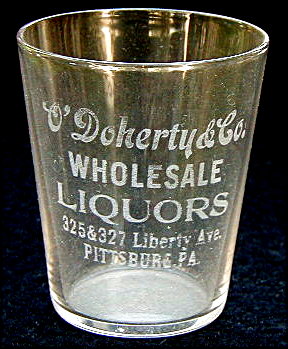 O'Doherty & Co.
WHOLESALE
LIQUORS
325 & 327 Liberty Ave.
PITTSBURG, PA.